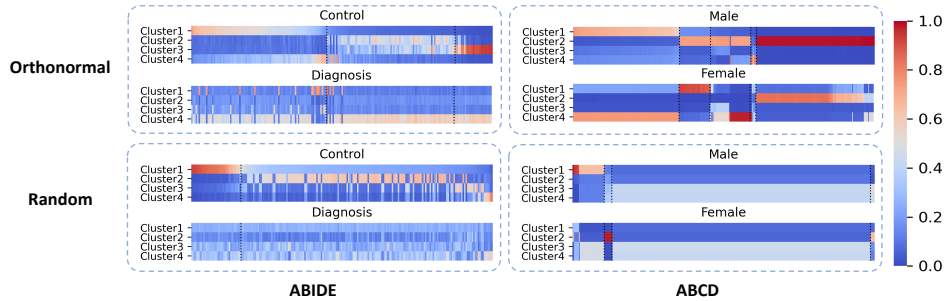 Orthonormal
Control
Cluster1
Cluster2
Cluster3
Cluster4
Diagnosis
Cluster1
Cluster2
Cluster3
Cluster4
Male
Cluster1
Cluster2
Cluster3
Cluster4
Female
Cluster1
Cluster2
Cluster3
Cluster4
Random
Control
Cluster1
Cluster2
Cluster3
Cluster4
Diagnosis
Cluster1
Cluster2
Cluster3
Cluster4
Male
Cluster1
Cluster2
Cluster3
Cluster4
Female
Cluster1
Cluster2
Cluster3
Cluster4
ABIDE
ABCD
1.0
0.8
0.6
0.4
0.2
0.0